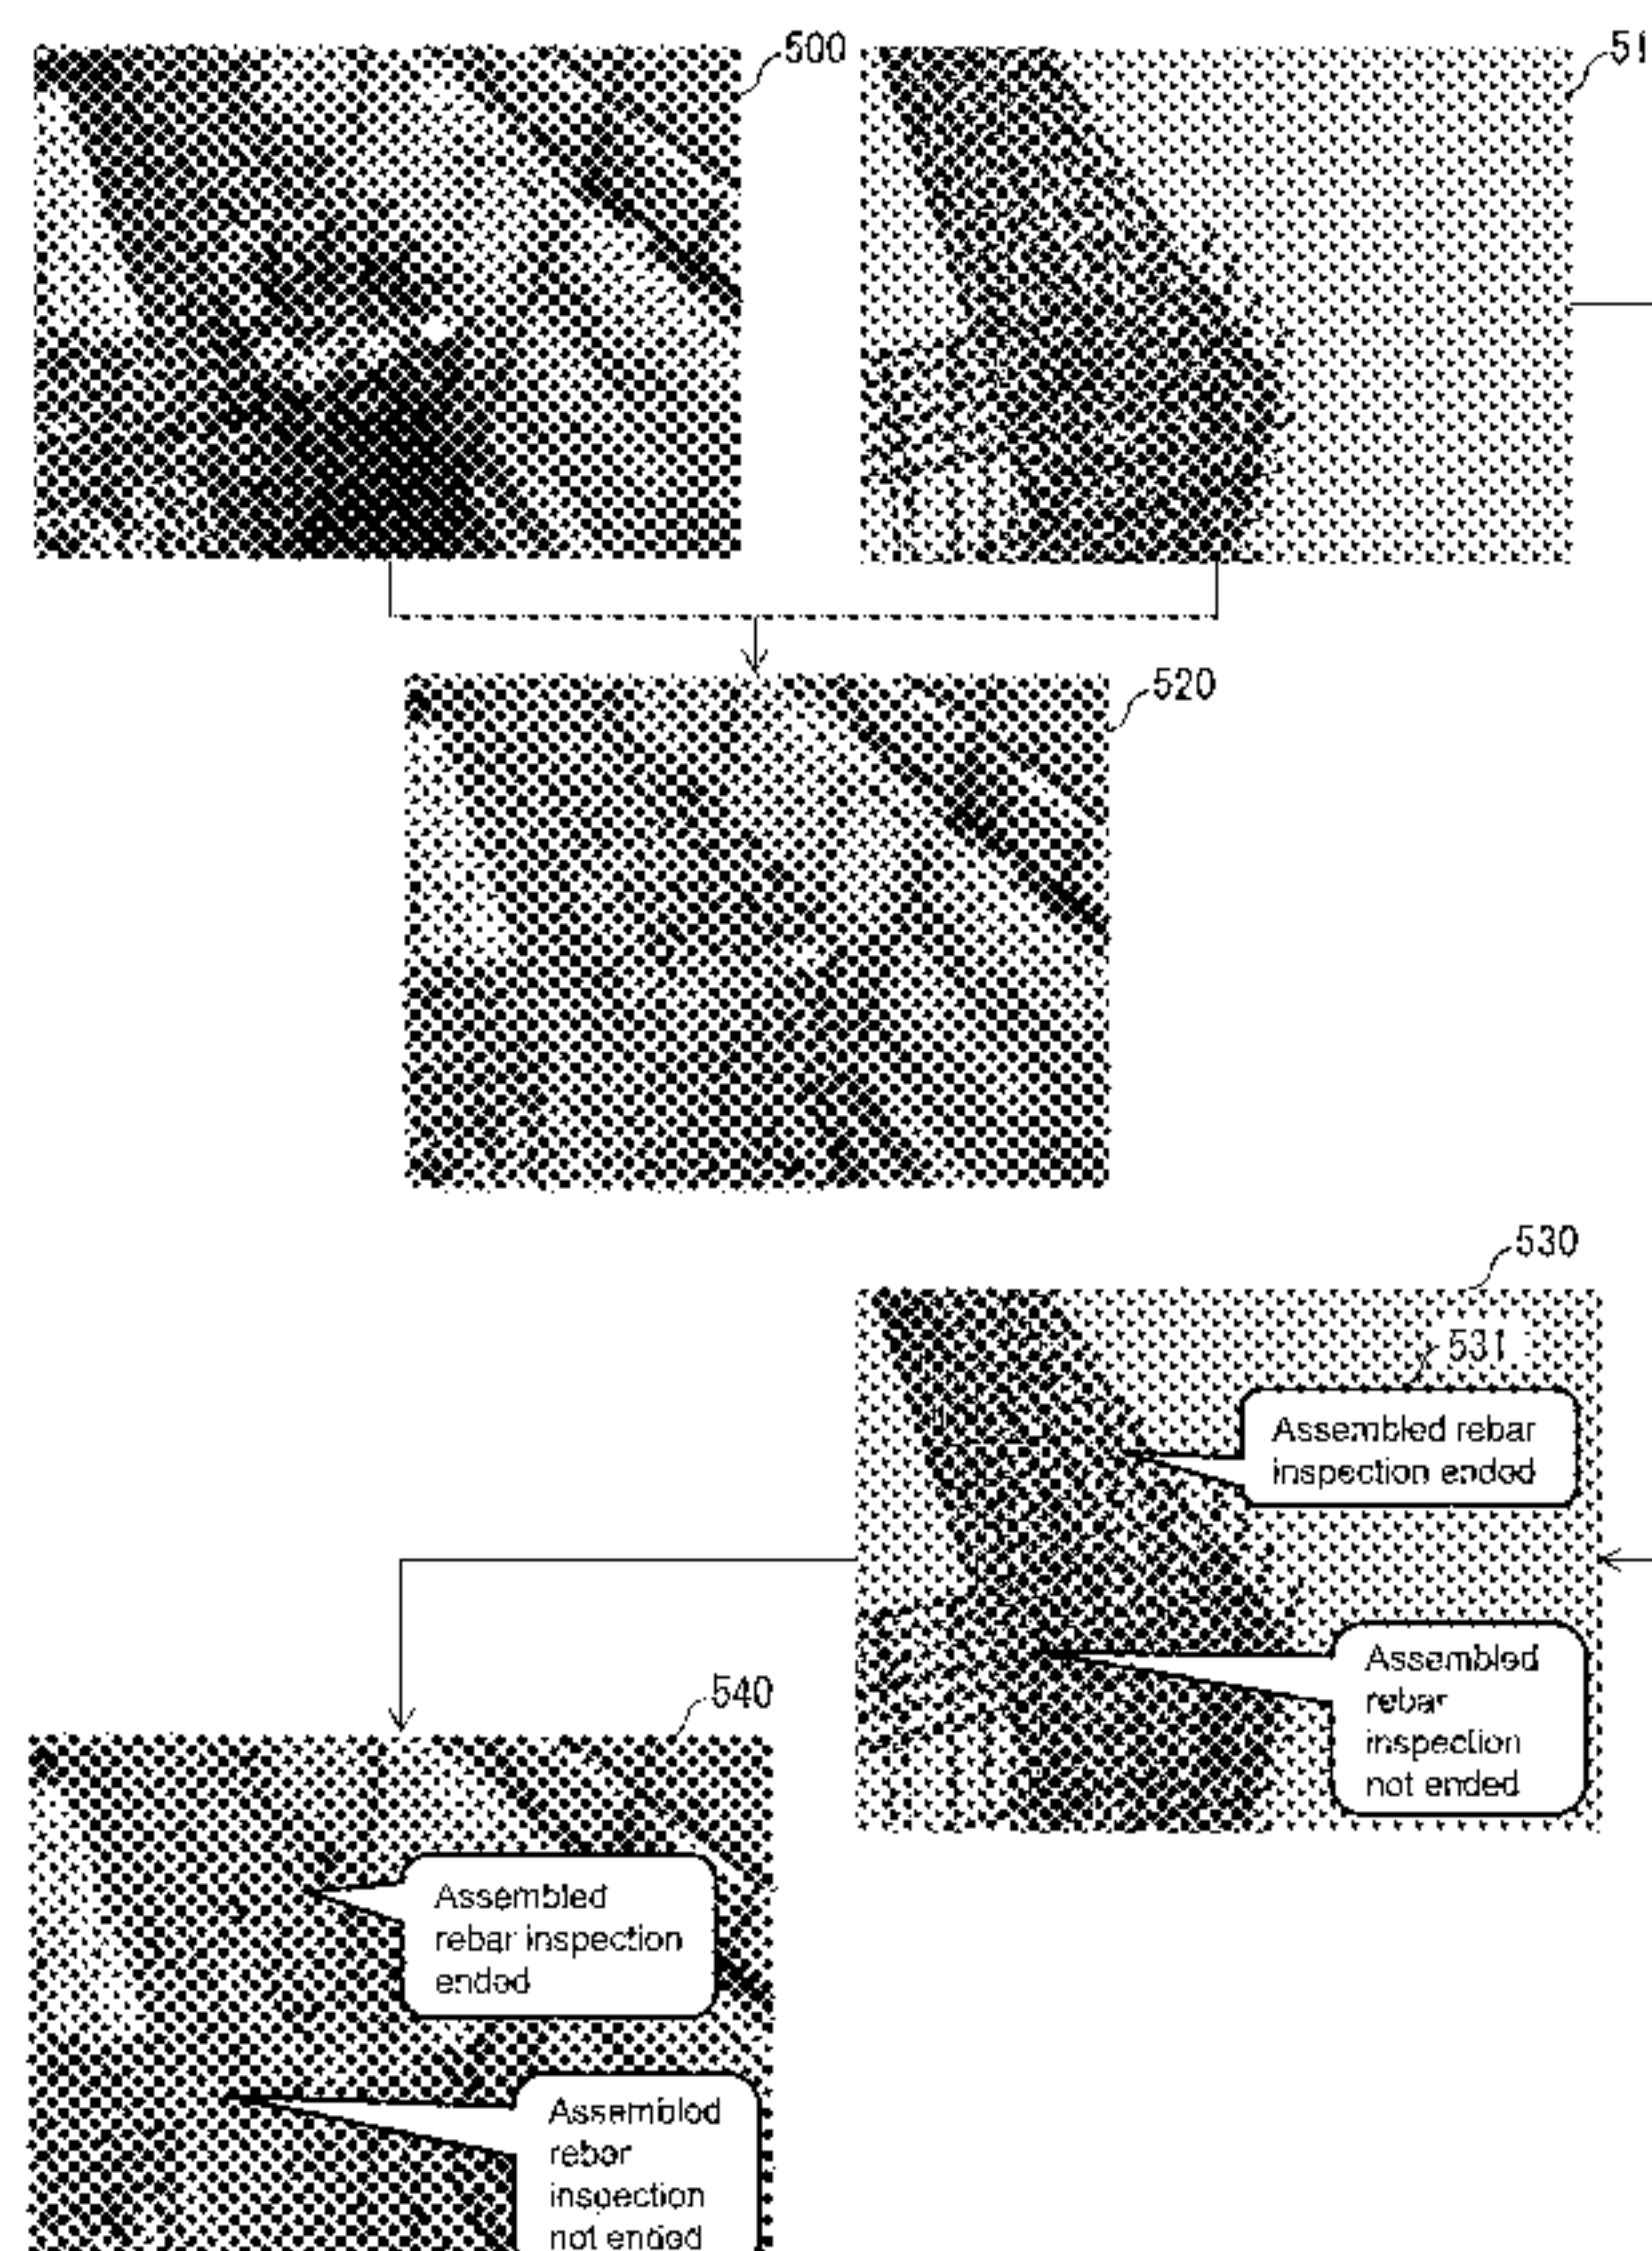 500
520
530
531
Assembled rebar
inspection ended
Assembled
rebar
inspection
not ended
540
Assembled
rebar inspection
ended
Assembled
rebar
inspection
not ended